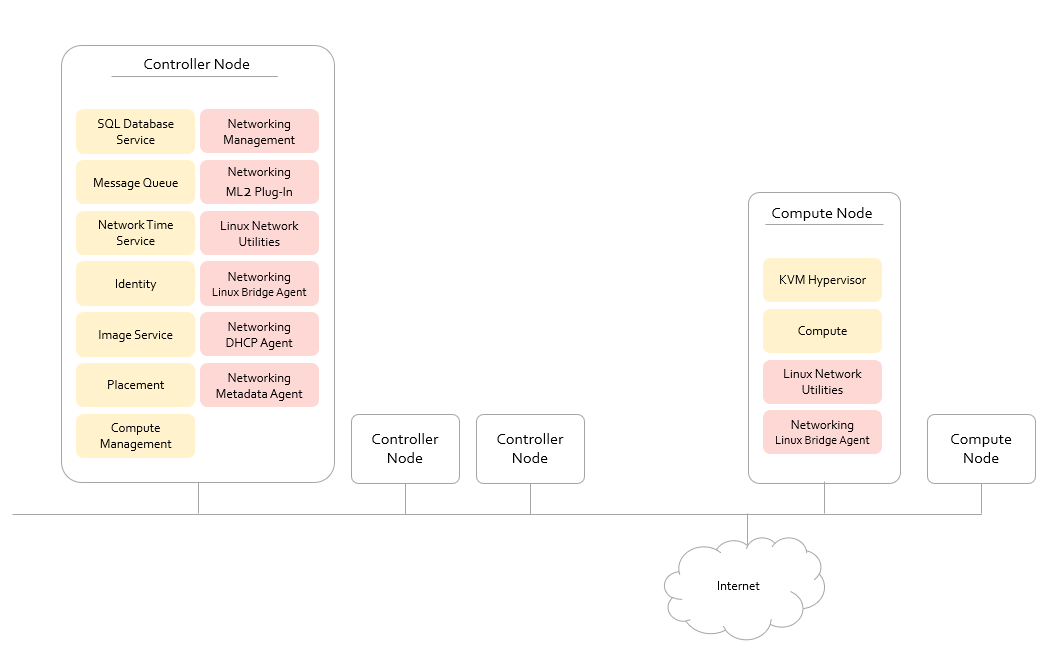 Controller Node
SQL Database
Service
Networking
Management
Message Queue
Networking
ML2 Plug-In
Network Time
Service
Linux Network
Utilities
Identity
Networking
Linux Bridge Agent
Image Service
Networking
DHCP Agent
Placement
Networking
Metadata Agent
Compute
Management
Controller
Node
Controller
Node
Compute Node
KVM Hypervisor
Compute
Linux Network
Utilities
Networking
Linux Bridge Agent
Compute
Node
Internet